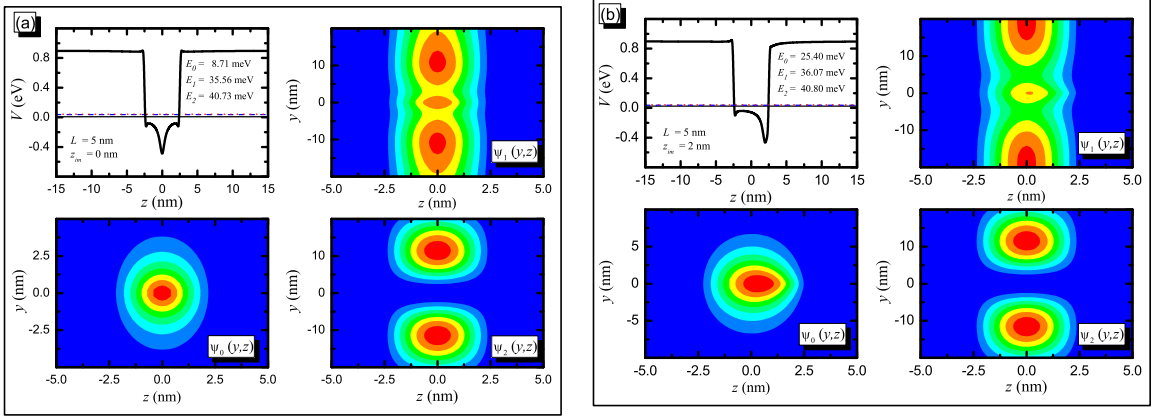 (a)
0.8
0.4
0.0
-0.4
V (eV)
E0 = 8.71 meV
E1 = 35.56 meV
E2 = 40.73 meV
L = 5 nm
zim = 0 nm
-15 -10 -5 0 5 10 15
z (nm)
10
0
-10
y (nm)
ψ1 (y,z)
-5.0 -2.5 0.0 2.5 5.0
z (nm)
2.5
0.0
-2.5
y (nm)
ψ0 (y,z)
-5.0 -2.5 0.0 2.5 5.0
z (nm)
10
0
-10
y (nm)
ψ2 (y,z)
-5.0 -2.5 0.0 2.5 5.0
z (nm)
(b)
0.8
0.4
0.0
-0.4
V (eV)
E0 = 25.40 meV
E1 = 36.07 meV
E2 = 40.80 meV
L = 5 nm
zim = 2 nm
-15 -10 -5 0 5 10 15
z (nm)
10
0
-10
y (nm)
ψ1 (y,z)
-5.0 -2.5 0.0 2.5 5.0
z (nm)
5
0
-5
y (nm)
ψ0 (y,z)
-5.0 -2.5 0.0 2.5 5.0
z (nm)
10
0
-10
y (nm)
ψ2 (y,z)
-5.0 -2.5 0.0 2.5 5.0
z (nm)